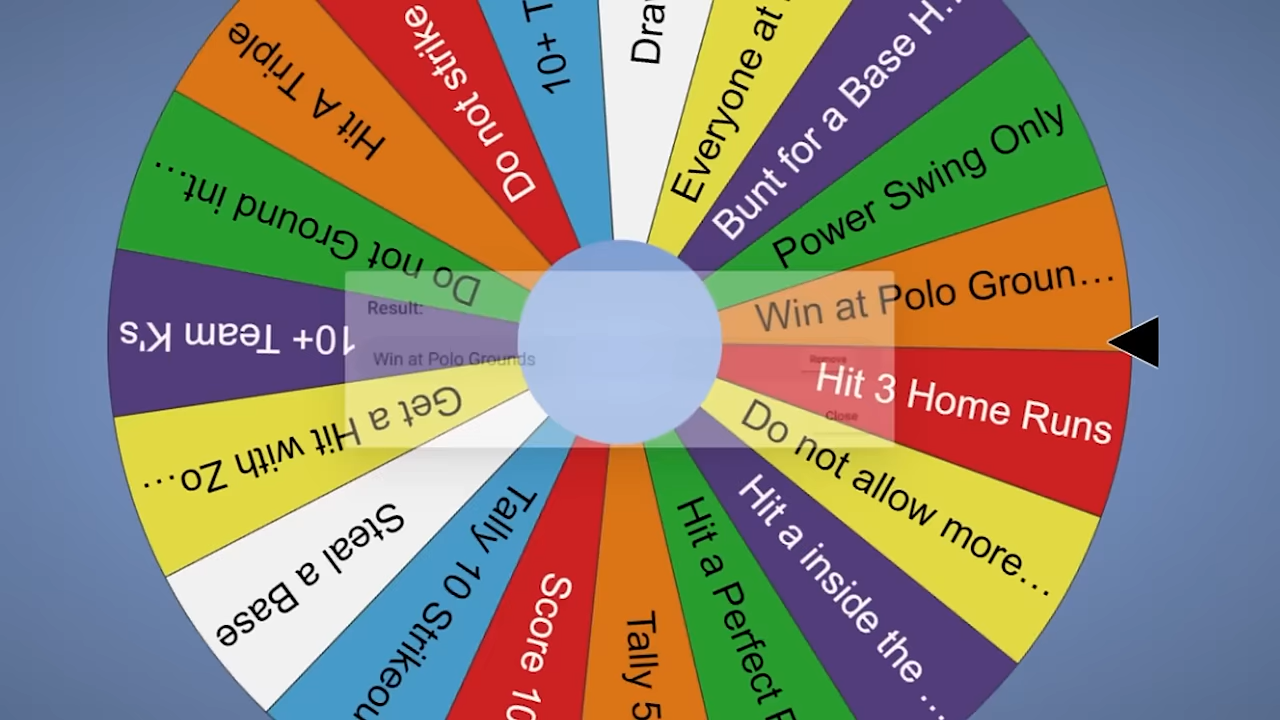 Hit A Triple
Do not strike
10+ T
Dra
Everyone at
Bunt for a Base H...
Power Swing Only
Win at Polo Groun...
Hit 3 Home Runs
Do not allow more...
Hit a inside the ...
Hit a Perfect
Tally 5
Score 10
Tally 10 Strikeou
Steal a Base
Get a Hit with Zo...
10+ Team K's
Do not Ground int...
Result:
Win at Polo Grounds
Remove
Close